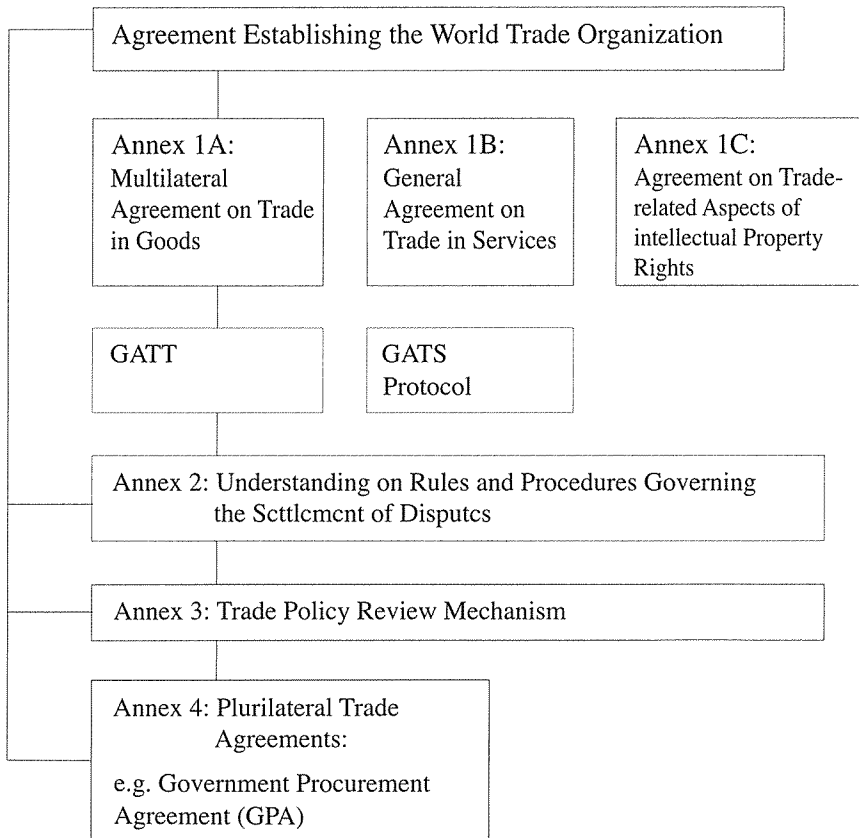 Agreement Establishing the World Trade Organization
Annex 1A:
Multilateral
Agreement on Trade
in Goods
Annex 1B:
General
Agreement on
Trade in Services
Annex 1C:
Agreement on Trade-
related Aspects of
intellectual Property
Rights
GATT
GATS
Protocol
Annex 2: Understanding on Rules and Procedures Governing
the Settlement of Disputes
Annex 3: Trade Policy Review Mechanism
Annex 4: Plurilateral Trade
Agreements:
e.g. Government Procurement
Agreement (GPA)